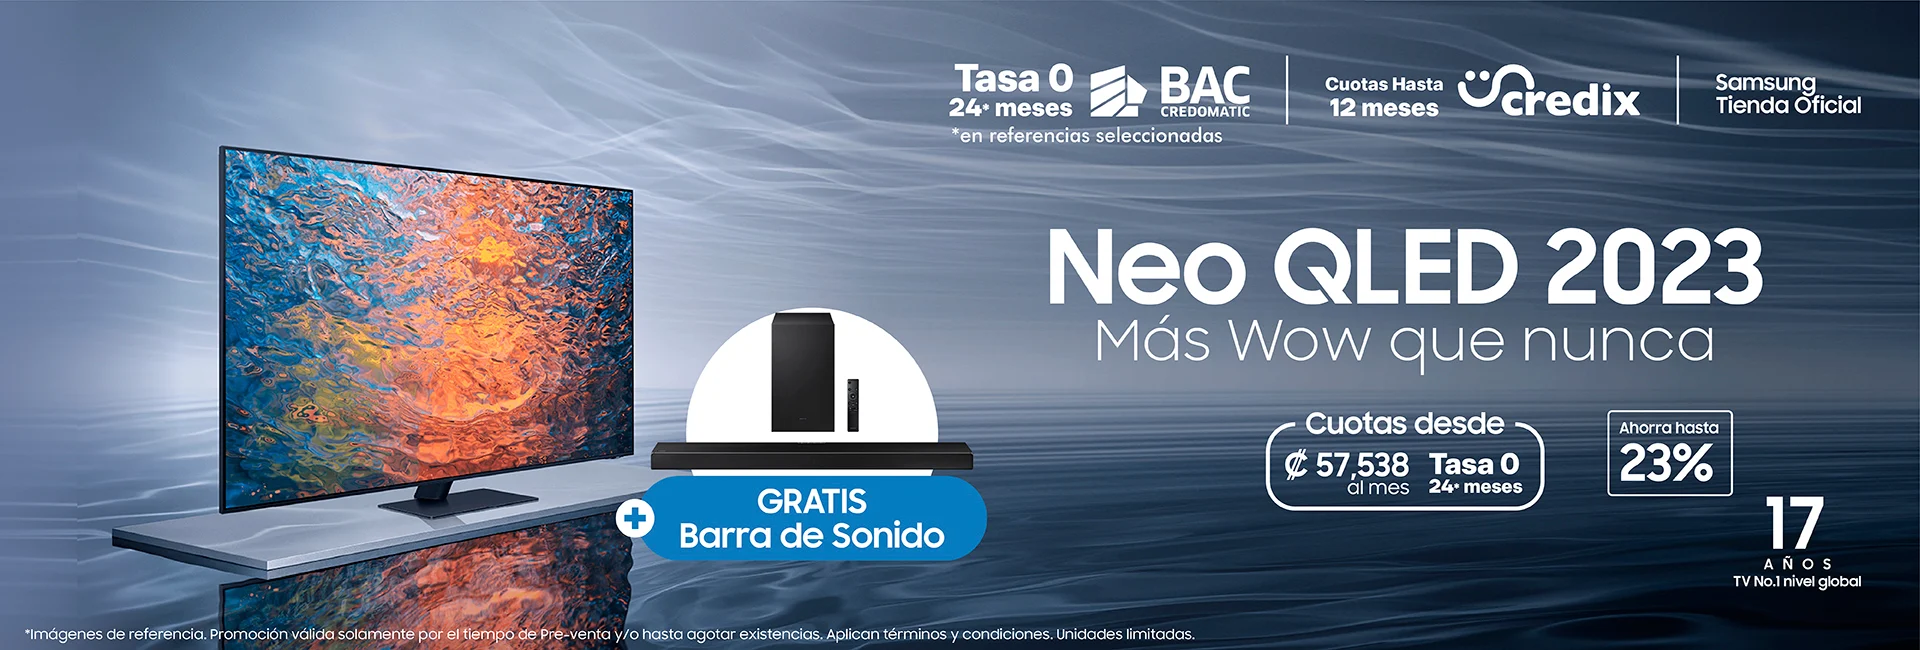 Tasa 0
24* meses
*en referencias seleccionadas
BAC
CREDOMATIC
Cuotas Hasta
12 meses
credix
Samsung
Tienda Oficial
Neo QLED 2023
Más Wow que nunca
Cuotas desde
₡ 57,538
al mes
Tasa 0
24* meses
Ahorra hasta
23%
GRATIS
+ Barra de Sonido
17
AÑOS
TV No.1 nivel global
*Imágenes de referencia. Promoción válida solamente por el tiempo de Pre-venta y/o hasta agotar existencias. Aplican términos y condiciones. Unidades limitadas.